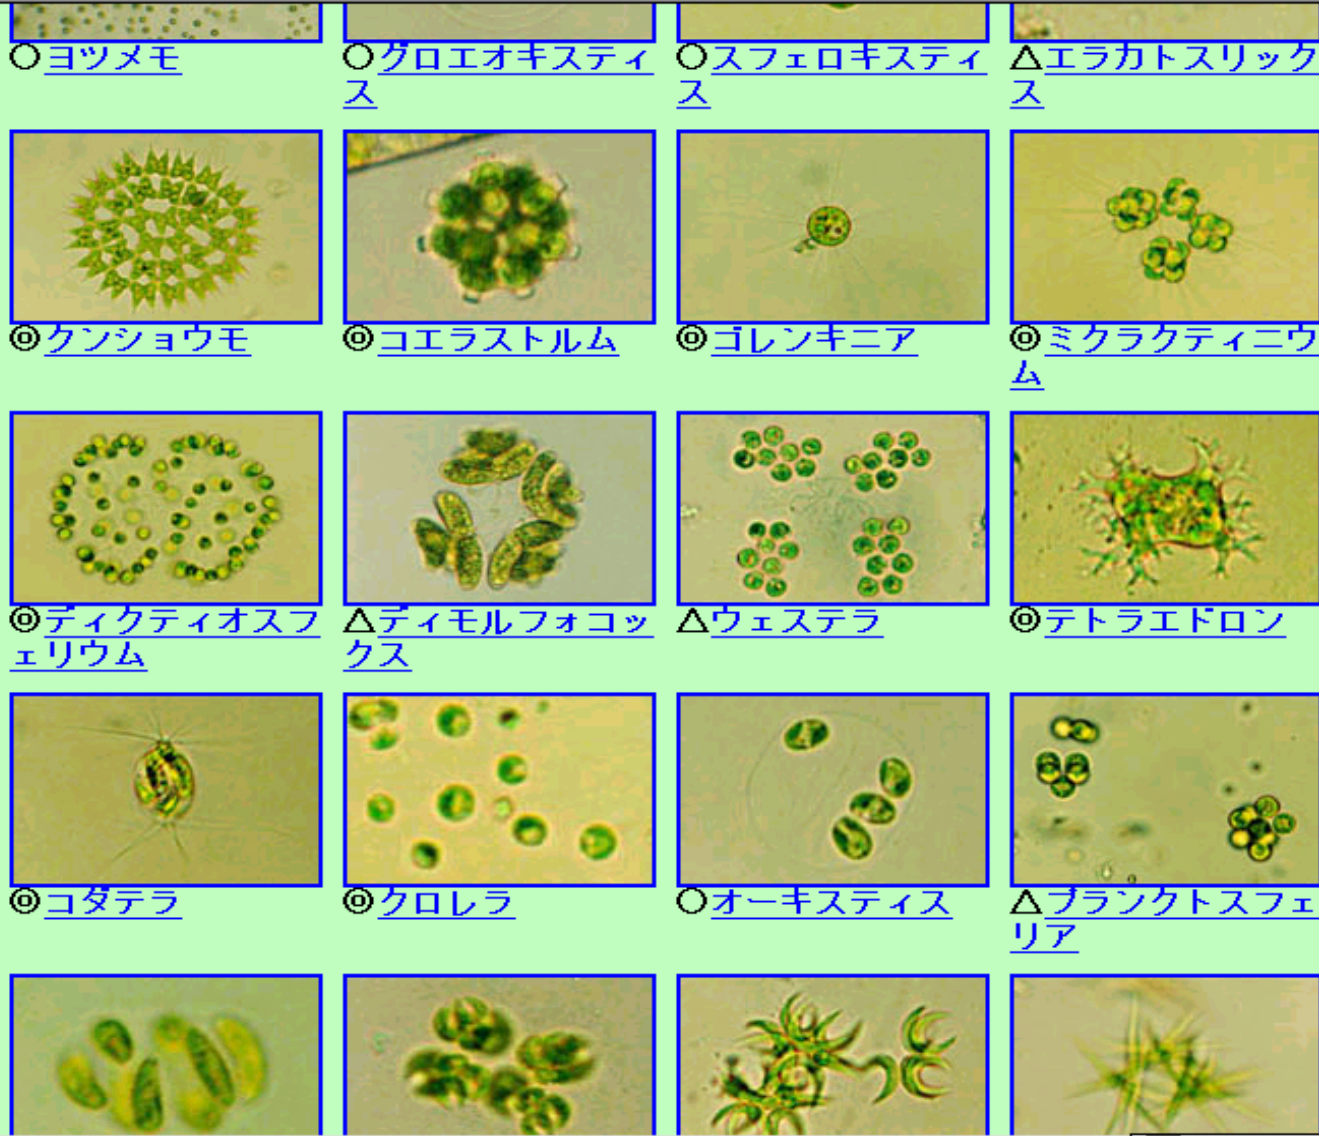 ○ヨツメモ
○グロエオキスティ
ス
○スフェロキスティ
ス
△エラカトスリック
ス
◎クンショウモ
◎コエラストルム
◎ゴレンキニア
◎ミクラクティニウ
ム
◎ディクティオスフ
ェリウム
△ディモルフォコッ
クス
△ウェステラ
◎テトラエドロン
◎コダテラ
◎クロレラ
○オーキスティス
△プランクトスフェ
リア